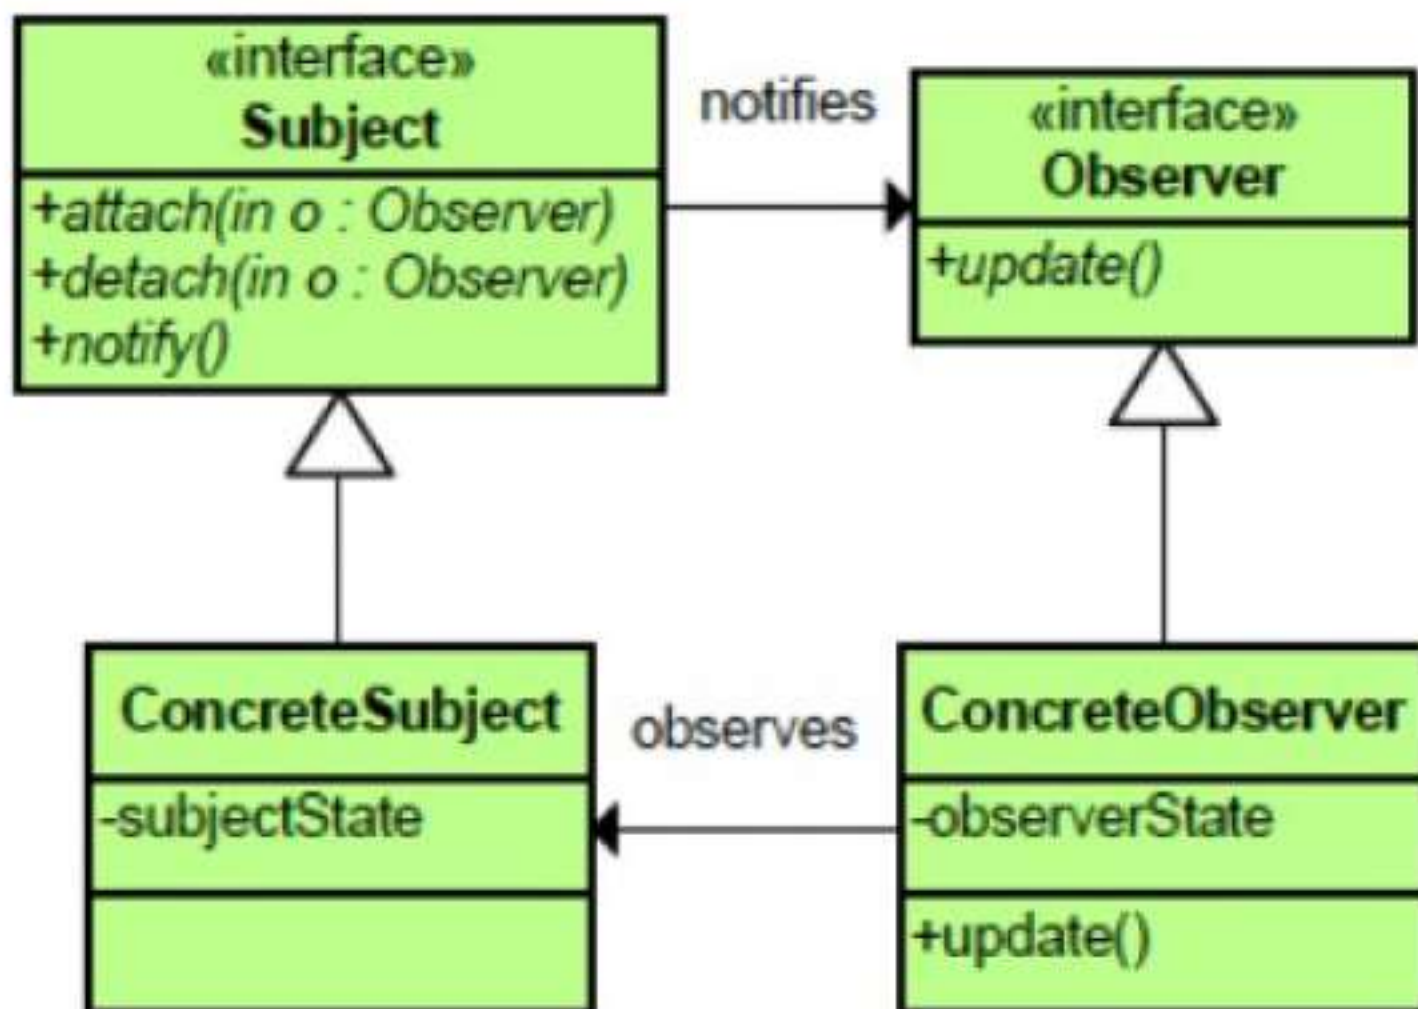 «interface»
Subject
+attach(in o : Observer)
+detach(in o : Observer)
+notify()
notifies
«interface»
Observer
+update()
ConcreteSubject
-subjectState
observes
ConcreteObserver
-observerState
+update()